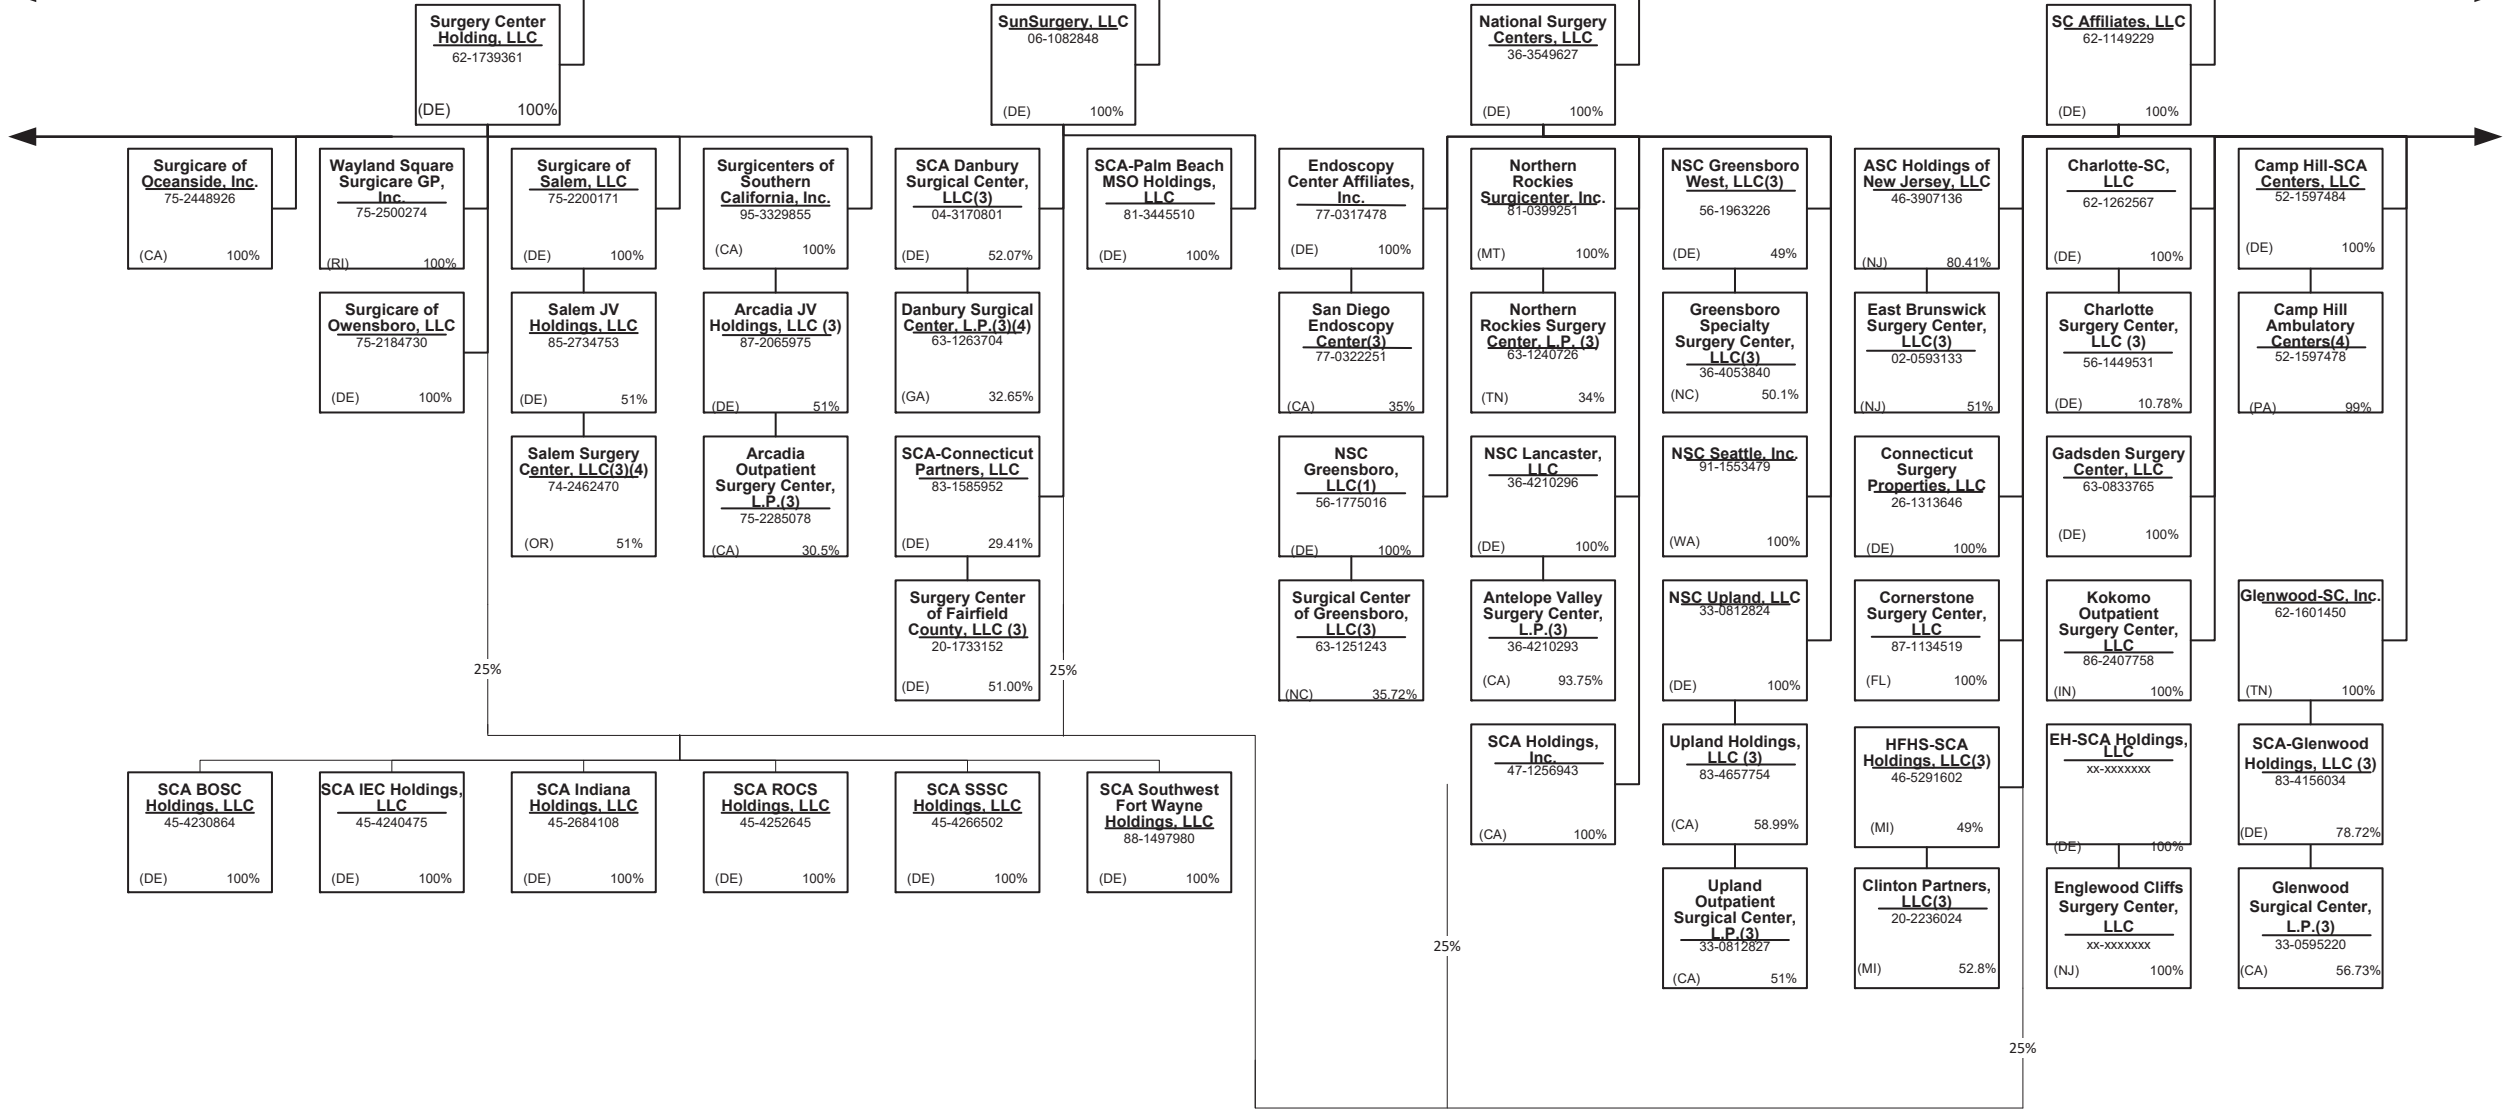 Surgery Center
Holding, LLC
62-1739361
(DE) 100%
SunSurgery, LLC
06-1082848
(DE) 100%
National Surgery
Centers, LLC
36-3549627
(DE) 100%
SC Affiliates, LLC
62-1149229
(DE) 100%
Surgicare of
Oceanside, Inc.
75-2448926
(CA) 100%
Wayland Square
Surgicare GP,
Inc.
75-2500274
(RI) 100%
Surgicare of
Salem, LLC
75-2200171
(DE) 100%
Surgicenters of
Southern
California, Inc.
95-3329855
(CA) 100%
SCA Danbury
Surgical Center,
LLC(3)
04-3170801
(DE) 52.07%
SCA-Palm Beach
MSO Holdings,
LLC
81-3445510
(DE) 100%
Endoscopy
Center Affiliates,
Inc.
77-0317478
(DE) 100%
Northern
Rockies
Surgicenter, Inc.
81-0399251
(MT) 100%
NSC Greensboro
West, LLC(3)
56-1963226
(DE) 49%
ASC Holdings of
New Jersey, LLC
46-3907136
(NJ) 80.41%
Charlotte-SC,
LLC
62-1262567
(DE) 100%
Camp Hill-SCA
Centers, LLC
52-1597484
(DE) 100%
Surgicare of
Owensboro, LLC
75-2184730
(DE) 100%
Salem JV
Holdings, LLC
85-2734753
(DE) 51%
Arcadia JV
Holdings, LLC (3)
87-2065975
(DE) 51%
Danbury Surgical
Center, L.P.(3)(4)
63-1263704
(GA) 32.65%
San Diego
Endoscopy
Center(3)
77-0322251
(CA) 35%
Northern
Rockies Surgery
Center, L.P. (3)
63-1240726
(TN) 34%
Greensboro
Specialty
Surgery Center,
LLC(3)
36-4053840
(NC) 50.1%
East Brunswick
Surgery Center,
LLC(3)
02-0593133
(NJ) 51%
Charlotte
Surgery Center,
LLC (3)
56-1449531
(DE) 10.78%
Camp Hill
Ambulatory
Centers(4)
52-1597478
(PA) 99%
Salem Surgery
Center, LLC(3)(4)
74-2462470
(OR) 51%
Arcadia
Outpatient
Surgery Center,
L.P.(3)
75-2285078
(CA) 30.5%
SCA-Connecticut
Partners, LLC
83-1585952
(DE) 29.41%
NSC
Greensboro,
LLC(1)
56-1775016
(DE) 100%
NSC Lancaster,
LLC
36-4210296
(DE) 100%
NSC Seattle, Inc.
91-1553479
(WA) 100%
Connecticut
Surgery
Properties, LLC
26-1313646
(DE) 100%
Gadsden Surgery
Center, LLC
63-0833765
(DE) 100%
Surgery Center
of Fairfield
County, LLC (3)
20-1733152
(DE) 51.00%
Surgical Center
of Greensboro,
LLC(3)
63-1251243
(NC) 35.72%
Antelope Valley
Surgery Center,
L.P.(3)
36-4210293
(CA) 93.75%
NSC Upland, LLC
33-0812824
(DE) 100%
Cornerstone
Surgery Center,
LLC
87-1134519
(FL) 100%
Kokomo
Outpatient
Surgery Center,
LLC
86-2407758
(IN) 100%
Glenwood-SC, Inc.
62-1601450
(TN) 100%
25%
25%
SCA Holdings,
Inc.
47-1256943
(CA) 100%
Upland Holdings,
LLC (3)
83-4657754
(CA) 58.99%
HFHS-SCA
Holdings, LLC(3)
46-5291602
(MI) 49%
EH-SCA Holdings,
LLC
xx-xxxxxxx
(DE) 100%
SCA-Glenwood
Holdings, LLC (3)
83-4156034
(DE) 78.72%
SCA BOSC
Holdings, LLC
45-4230864
(DE) 100%
SCA IEC Holdings,
LLC
45-4240475
(DE) 100%
SCA Indiana
Holdings, LLC
45-2684108
(DE) 100%
SCA ROCS
Holdings, LLC
45-4252645
(DE) 100%
SCA SSSC
Holdings, LLC
45-4266502
(DE) 100%
SCA Southwest
Fort Wayne
Holdings, LLC
88-1497980
(DE) 100%
Upland
Outpatient
Surgical Center,
L.P.(3)
33-0812827
(CA) 51%
Clinton Partners,
LLC(3)
20-2236024
(MI) 52.8%
Englewood Cliffs
Surgery Center,
LLC
xx-xxxxxxx
(NJ) 100%
Glenwood
Surgical Center,
L.P.(3)
33-0595220
(CA) 56.73%
25%
25%